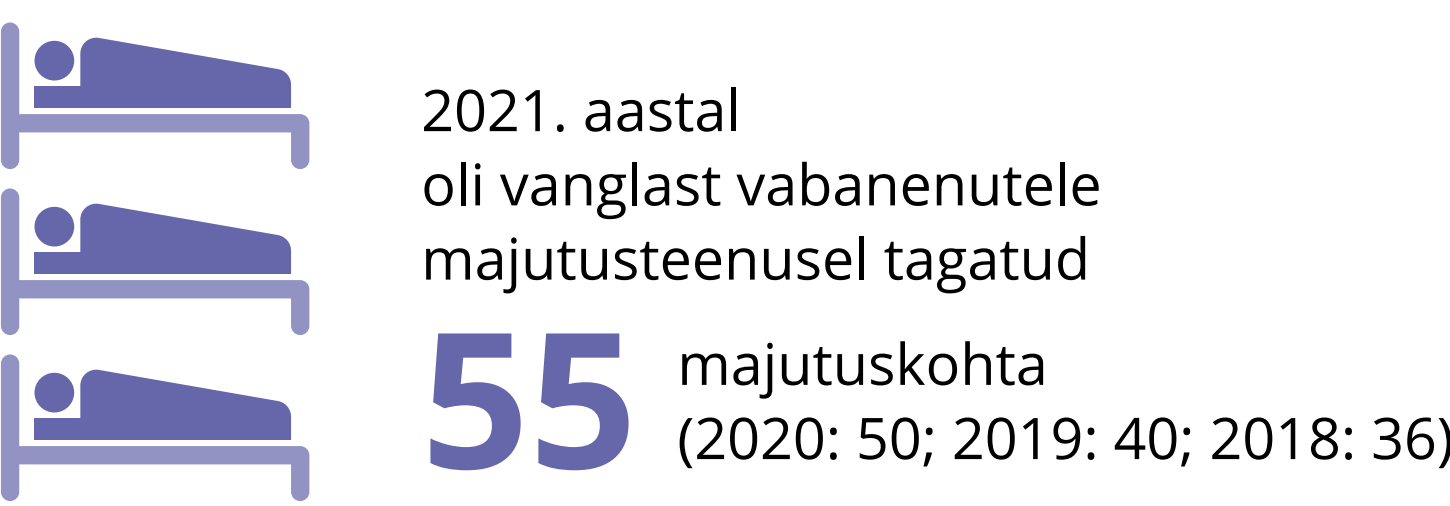 2021. aastal
oli vanglast vabanenutele
majutusteenusel tagatud
55 majutuskohta
(2020: 50; 2019: 40; 2018: 36)